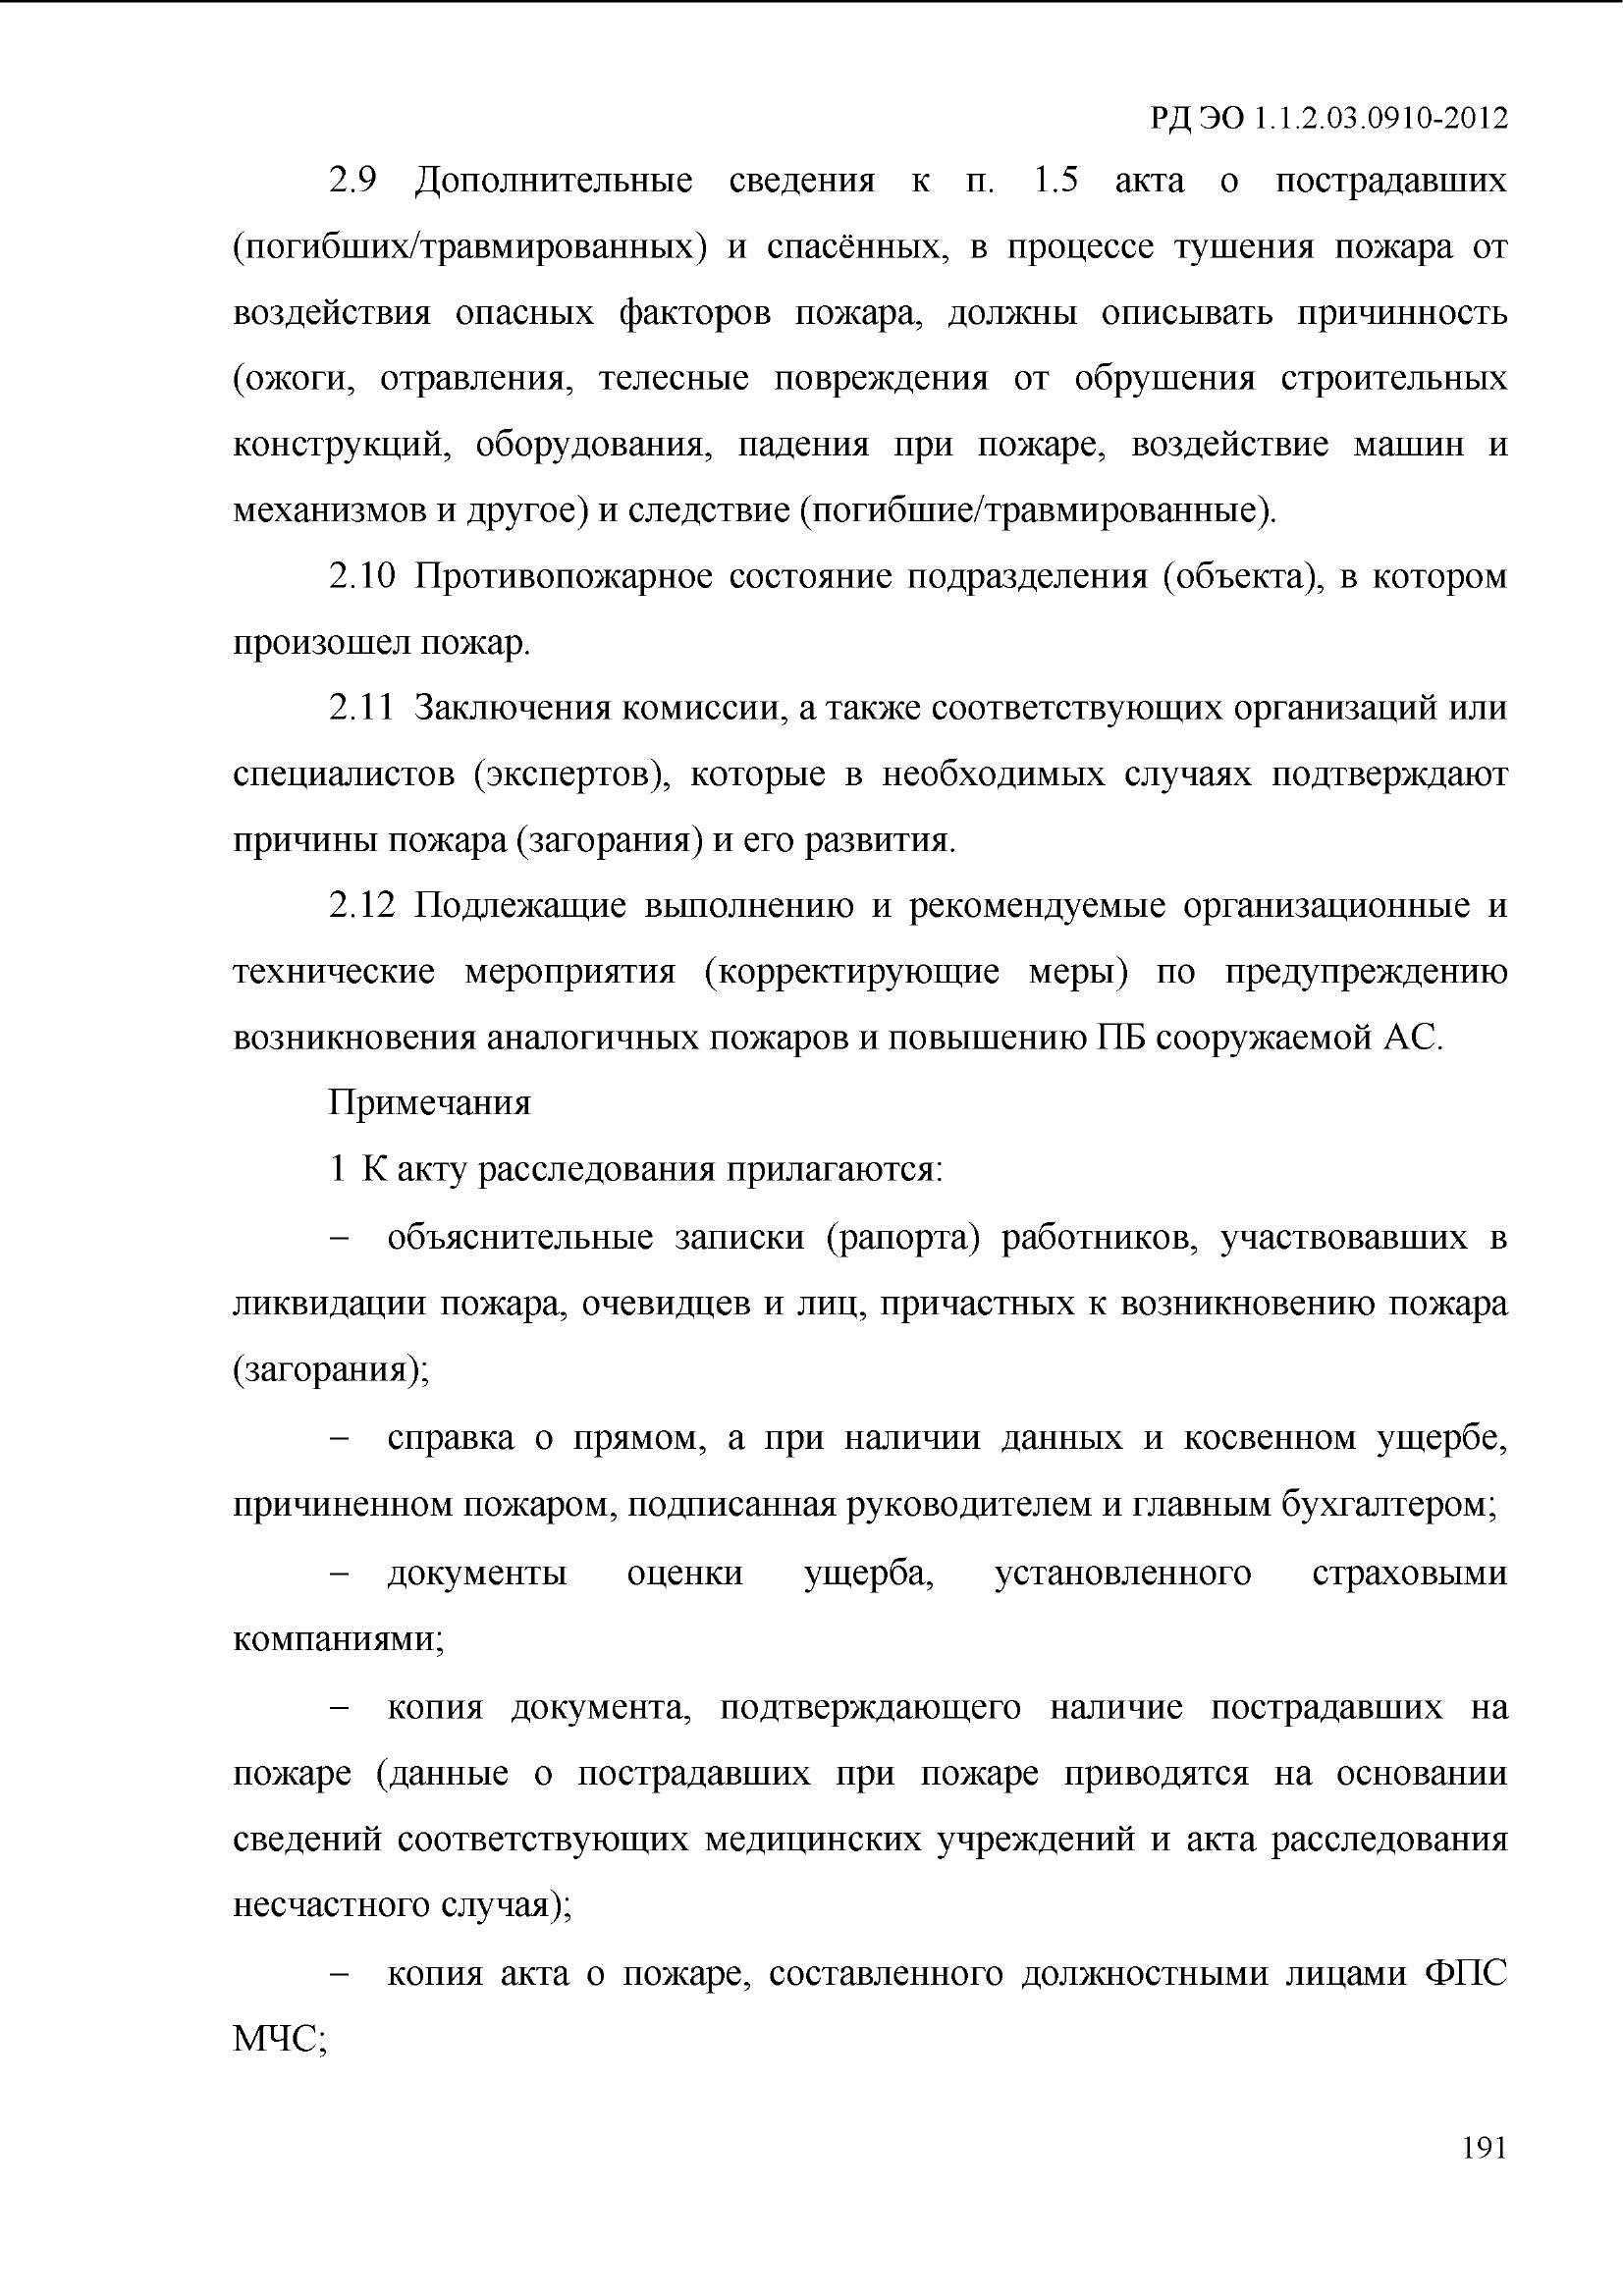 РД ЭО 1.1.2.03.0910-2012
2.9 Дополнительные сведения к п. 1.5 акта о пострадавших
(погибших/травмированных) и спасённых, в процессе тушения пожара от
воздействия опасных факторов пожара, должны описывать причинность
(ожоги, отравления, телесные повреждения от обрушения строительных
конструкций, оборудования, падения при пожаре, воздействие машин и
механизмов и другое) и следствие (погибшие/травмированные).
2.10 Противопожарное состояние подразделения (объекта), в котором
произошел пожар.
2.11 Заключения комиссии, а также соответствующих организаций или
специалистов (экспертов), которые в необходимых случаях подтверждают
причины пожара (загорания) и его развития.
2.12 Подлежащие выполнению и рекомендуемые организационные и
технические мероприятия (корректирующие меры) по предупреждению
возникновения аналогичных пожаров и повышению ПБ сооружаемой АС.
Примечания
1 К акту расследования прилагаются:
– объяснительные записки (рапорта) работников, участвовавших в
ликвидации пожара, очевидцев и лиц, причастных к возникновению пожара
(загорания);
– справка о прямом, а при наличии данных и косвенном ущербе,
причиненном пожаром, подписанная руководителем и главным бухгалтером;
– документы оценки ущерба, установленного страховыми
компаниями;
– копия документа, подтверждающего наличие пострадавших на
пожаре (данные о пострадавших при пожаре приводятся на основании
сведений соответствующих медицинских учреждений и акта расследования
несчастного случая);
– копия акта о пожаре, составленного должностными лицами ФПС
МЧС;
191